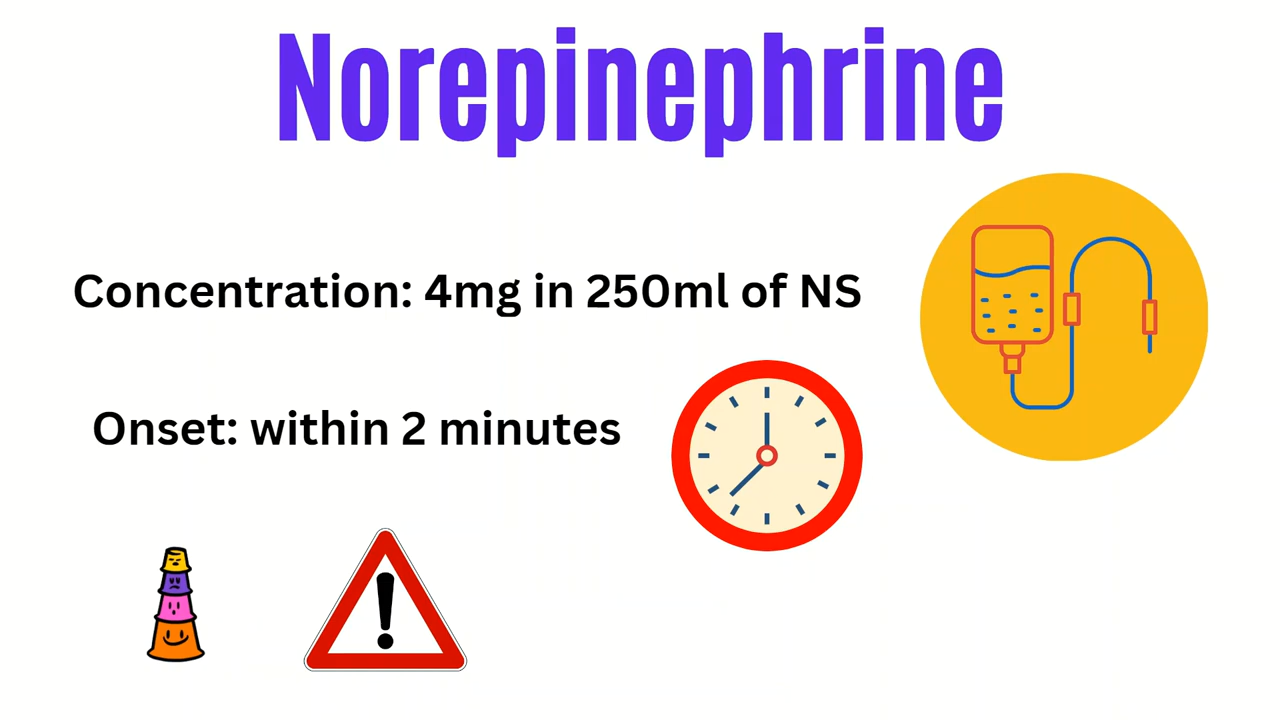 Norepinephrine
Concentration: 4mg in 250ml of NS
Onset: within 2 minutes
!